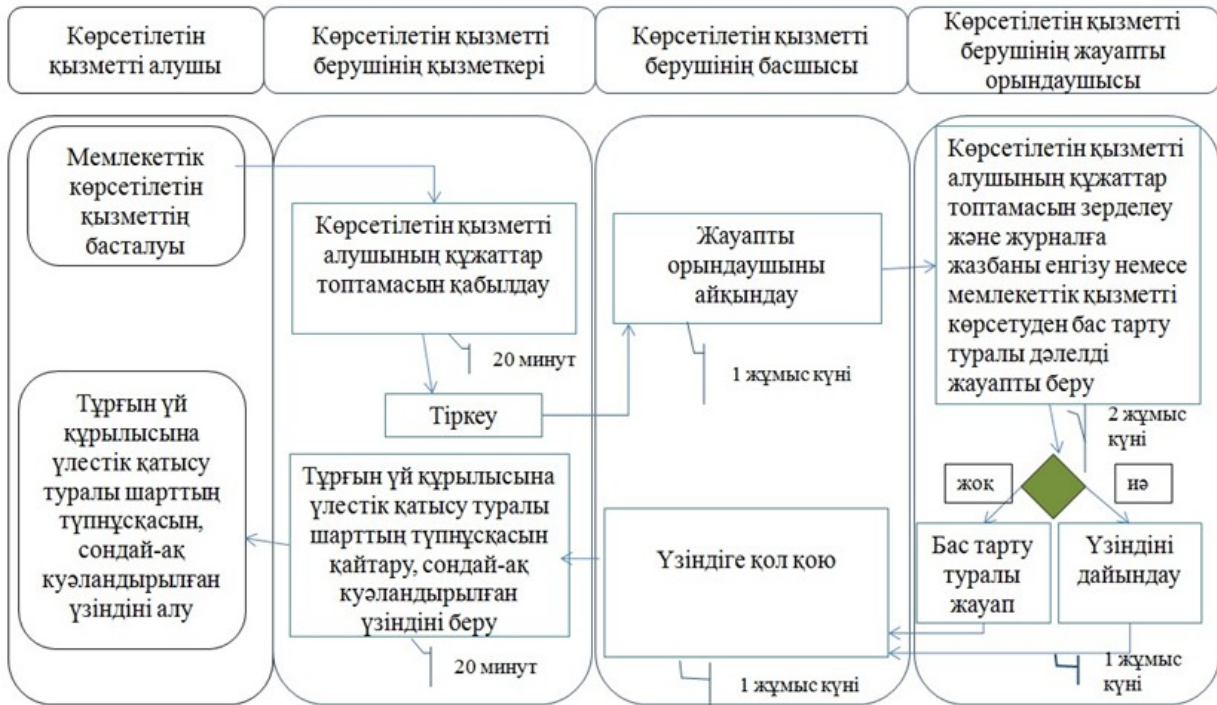 Көрсетілетін
қызметті алушы
Көрсетілетін қызметті
берушінің қызметкері
Көрсетілетін қызметті
берушінің басшысы
Көрсетілетін қызметті
берушінің жауапты
орындаушысы
Мемлекеттік
көрсетілетін
қызметтің
басталуы
Көрсетілетін қызметті
алушының құжаттар
топтамасын қабылдау
20 минут
Тіркеу
Жауапты
орындаушыны
айқындау
1 жұмыс күні
Көрсетілетін қызметті
алушының құжаттар
топтамасын зерделеу
және журналға
жазбаны енгізу немесе
мемлекеттік қызметті
көрсетуден бас тарту
туралы дәлелді
жауапты беру
2 жұмыс
күні
жоқ
иә
Бас тарту
туралы
жауап
Үзіндіні
дайындау
1 жұмыс
күні
Үзіндіге қол қою
1 жұмыс күні
Тұрғын үй құрылысына
үлестік қатысу туралы
шарттың түпнұсқасын
қайтару, сондай-ақ
куәландырылған
үзіндіні беру
20 минут
Тұрғын үй
құрылысына
үлестік қатысу
туралы шарттың
түпнұсқасын,
сондай-ақ
куәландырылған
үзіндіні алу